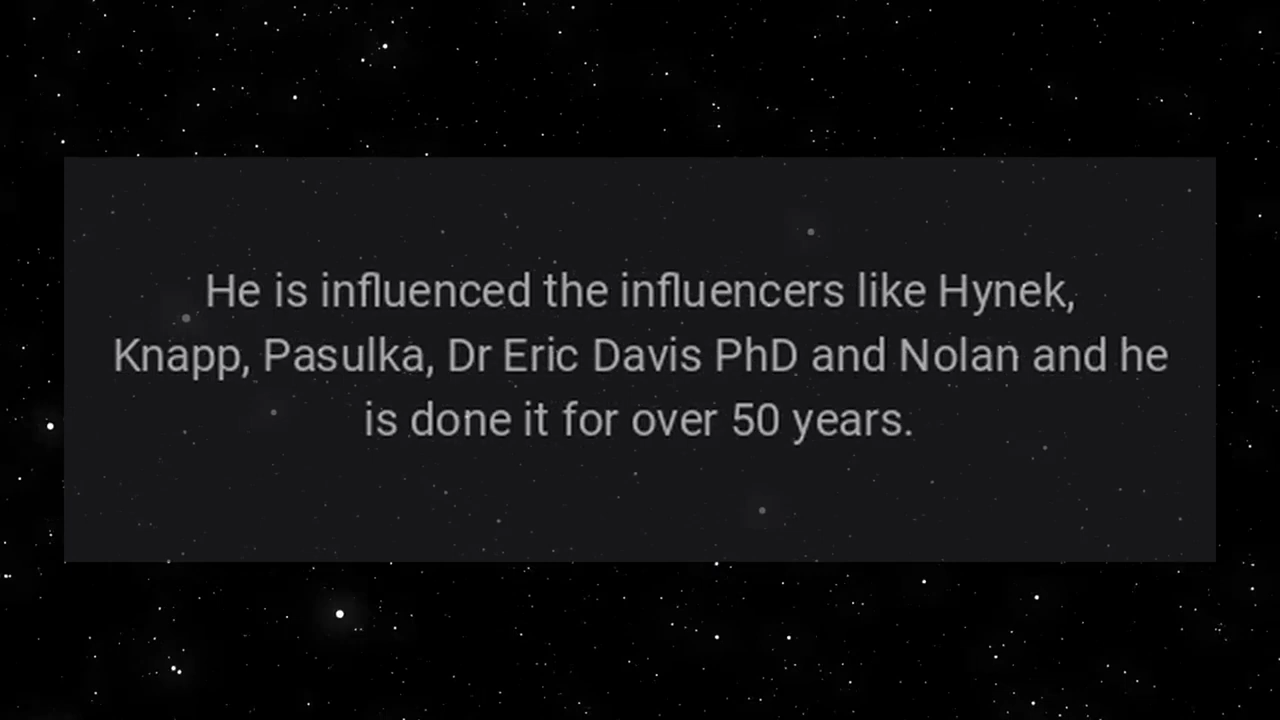 He is influenced the influencers like Hynek,
Knapp, Pasulka, Dr Eric Davis PhD and Nolan and he
is done it for over 50 years.